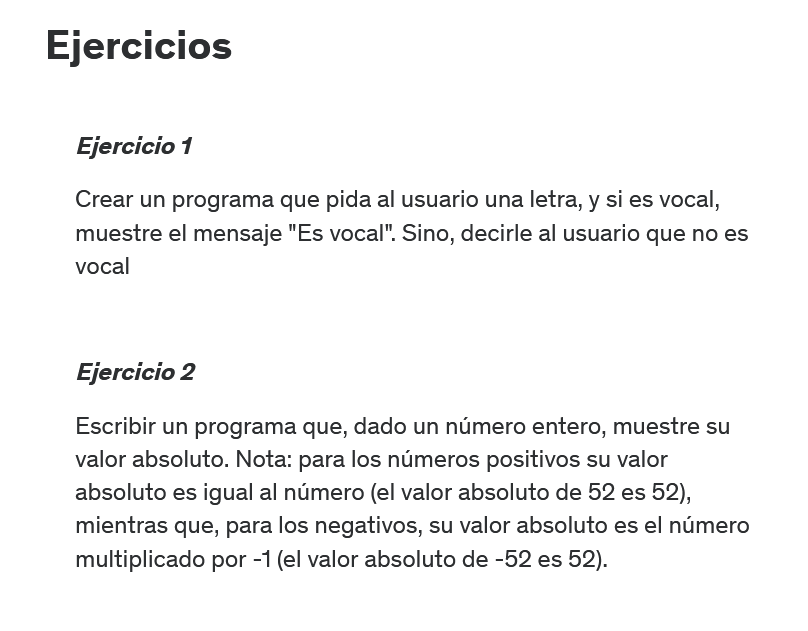 Ejercicios
Ejercicio 1
Crear un programa que pida al usuario una letra, y si es vocal,
muestre el mensaje "Es vocal". Sino, decirle al usuario que no es
vocal
Ejercicio 2
Escribir un programa que, dado un número entero, muestre su
valor absoluto. Nota: para los números positivos su valor
absoluto es igual al número (el valor absoluto de 52 es 52),
mientras que, para los negativos, su valor absoluto es el número
multiplicado por -1 (el valor absoluto de -52 es 52).